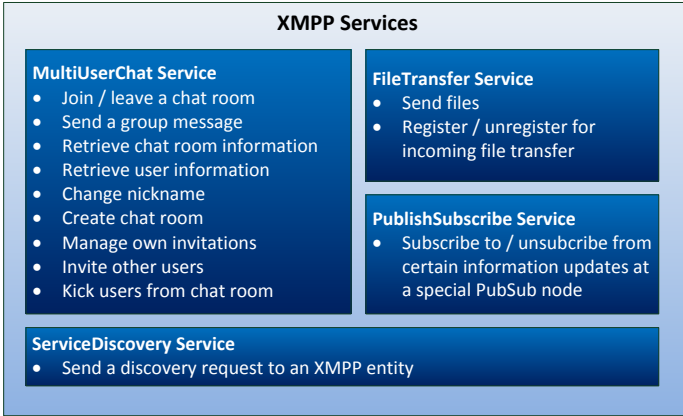 XMPP Services
MultiUserChat Service
• Join / leave a chat room
• Send a group message
• Retrieve chat room information
• Retrieve user information
• Change nickname
• Create chat room
• Manage own invitations
• Invite other users
• Kick users from chat room
FileTransfer Service
• Send files
• Register / unregister for
incoming file transfer
PublishSubscribe Service
• Subscribe to / unsubcribe from
certain information updates at
a special PubSub node
ServiceDiscovery Service
• Send a discovery request to an XMPP entity